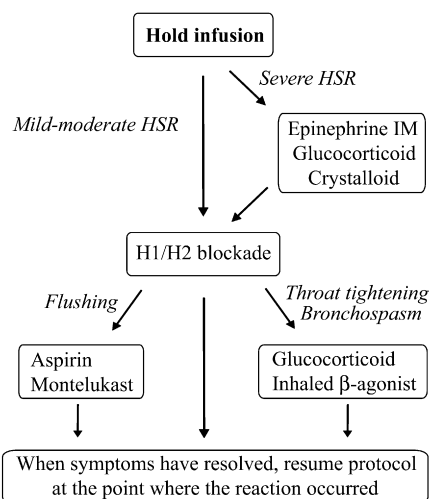 Hold infusion
Severe HSR
Mild-moderate HSR
Epinephrine IM
Glucocorticoid
Crystalloid
H1/H2 blockade
Flushing
Throat tightening
Bronchospasm
Aspirin
Montelukast
Glucocorticoid
Inhaled β-agonist
When symptoms have resolved, resume protocol
at the point where the reaction occurred